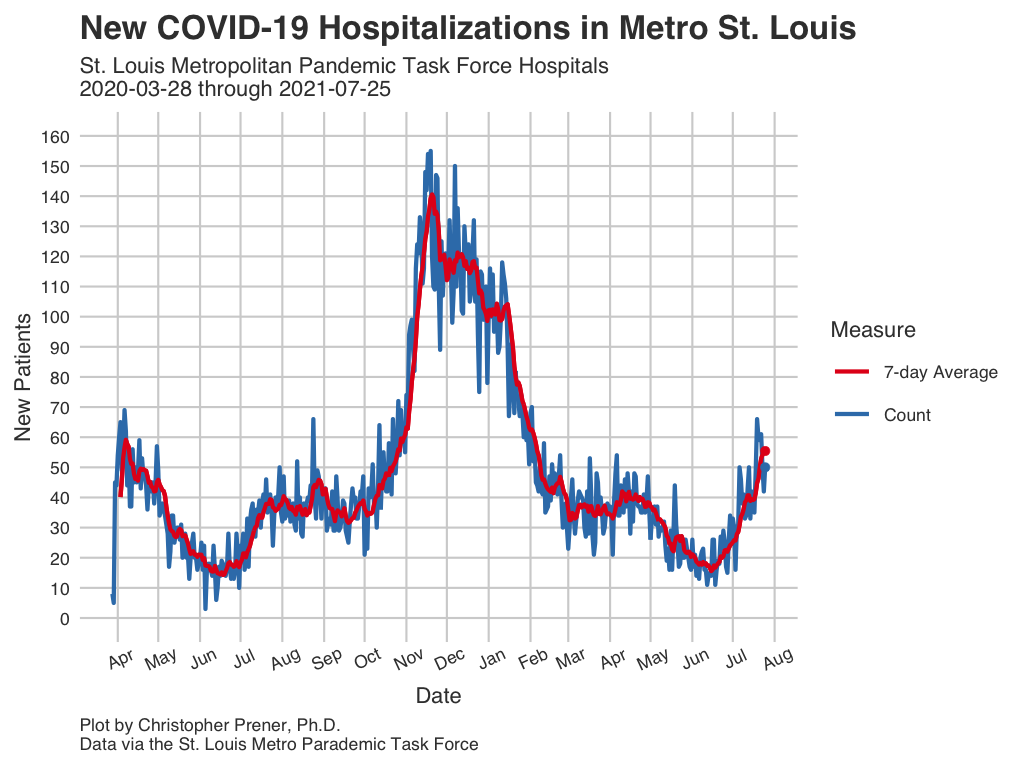 New COVID-19 Hospitalizations in Metro St. Louis
St. Louis Metropolitan Pandemic Task Force Hospitals
2020-03-28 through 2021-07-25
160
150
140
130
120
110
100
90
80
70
60
50
40
30
20
10
0
New Patients
Apr May Jun Jul Aug Sep Oct Nov Dec Jan Feb Mar Apr May Jun Jul Aug
Date
Measure
7-day Average
Count
Plot by Christopher Prener, Ph.D.
Data via the St. Louis Metro Parademic Task Force